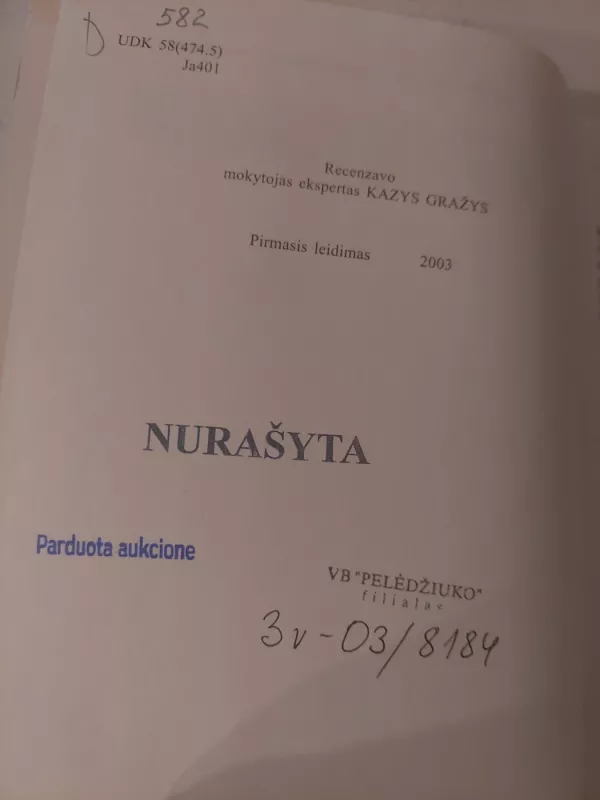 582
D
UDK 58(474.5)
Ja401
Recenzavo
mokytojas ekspertas KAZYS GRAŽYS
Pirmasis leidimas 2003
NURAŠYTA
Parduota aukcione
VB "PELĖDŽIUKO"
filialas
3v-03/8184